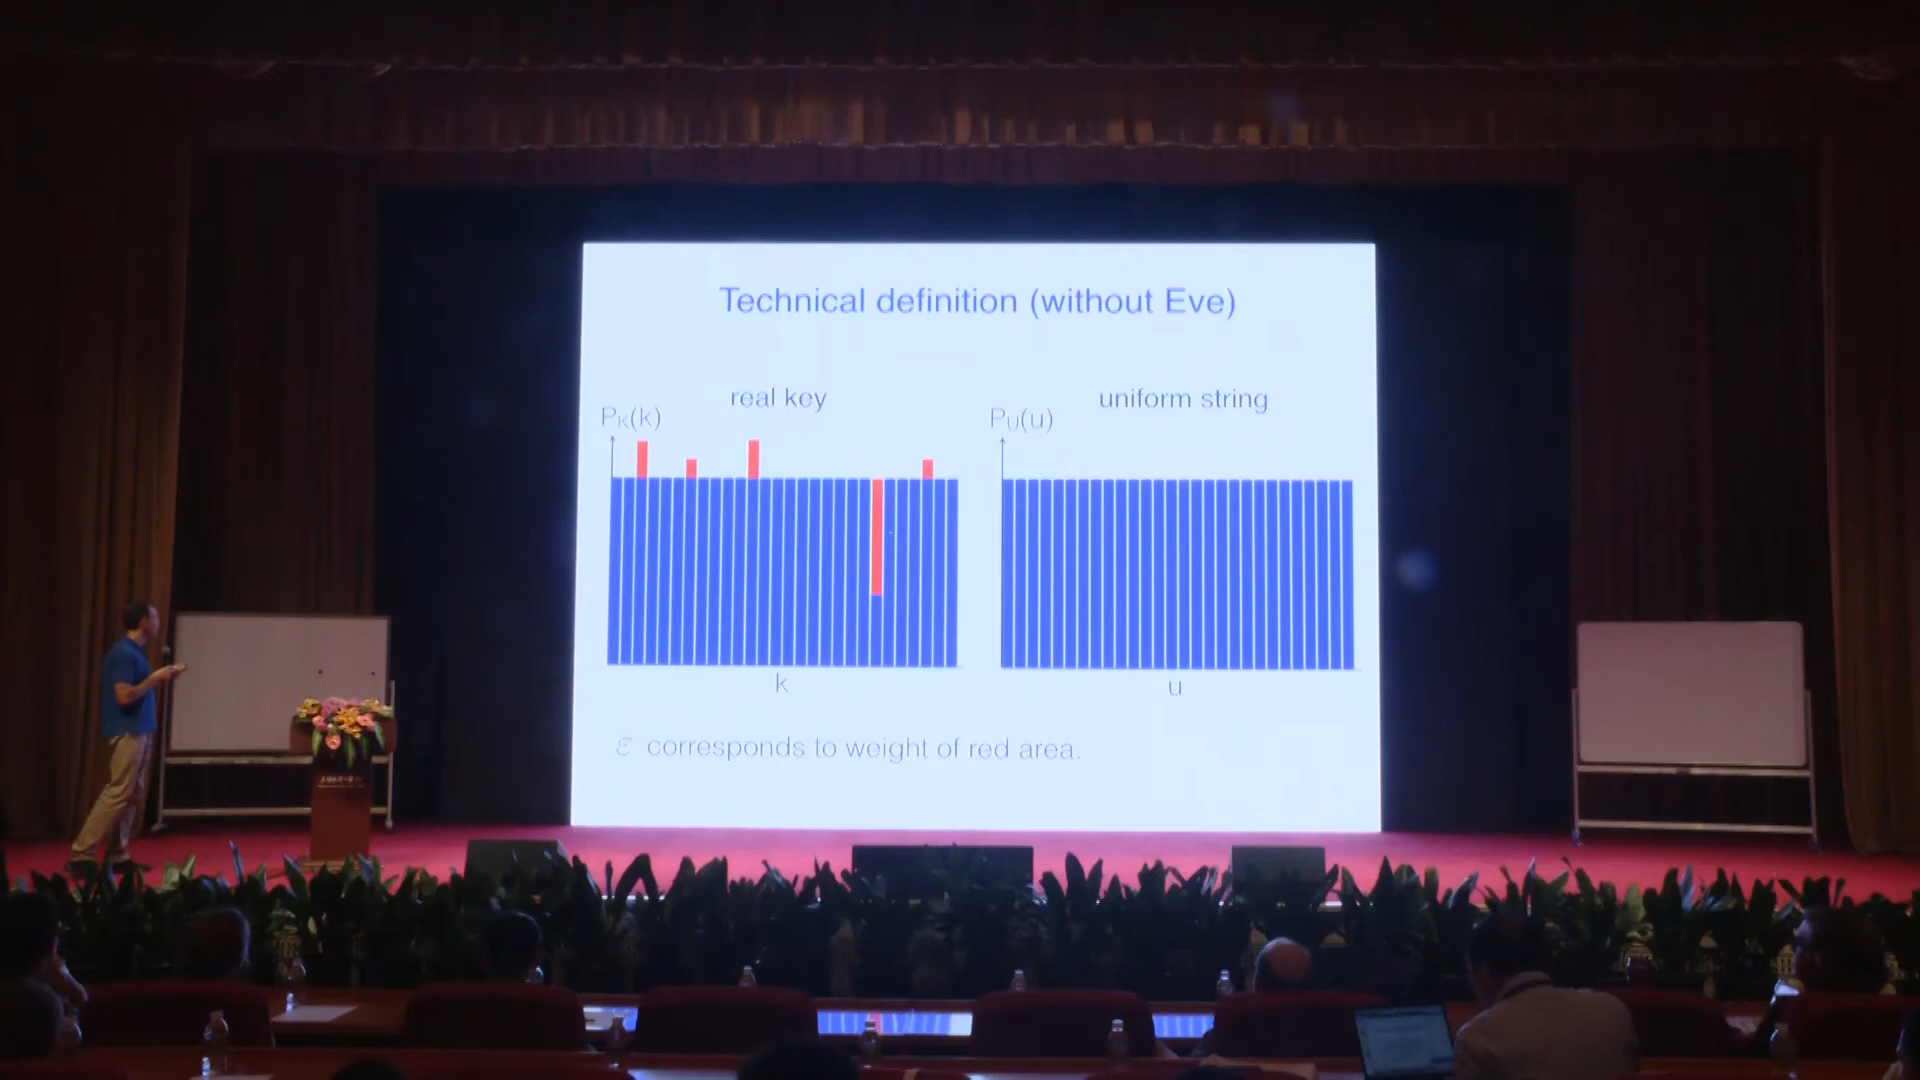 Technical definition (without Eve)
real key
uniform string
PK(k)
PU(u)
k
u
ε corresponds to weight of red area.